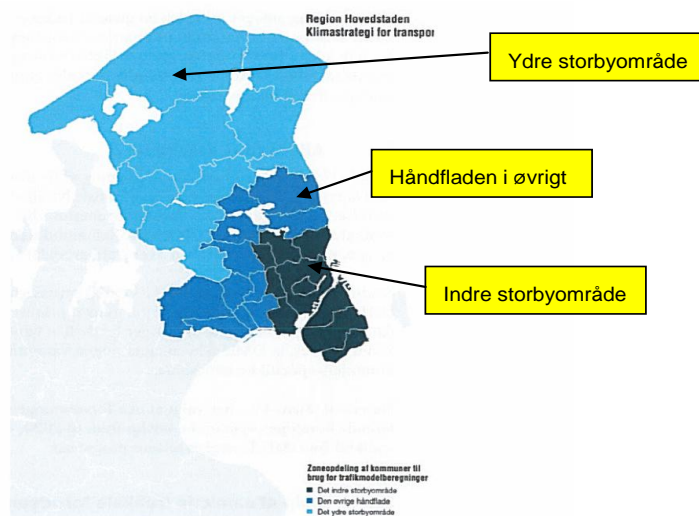 Region Hovedstaden
Klimastrategi for transpor
Ydre storbyområde
Håndfladen i øvrigt
Indre storbyområde
Zoneopdeling af kommuner til
brug for trafikmodelberegninger
Det indre storbyområde
Den øvrige håndflade
Det ydre storbyområde